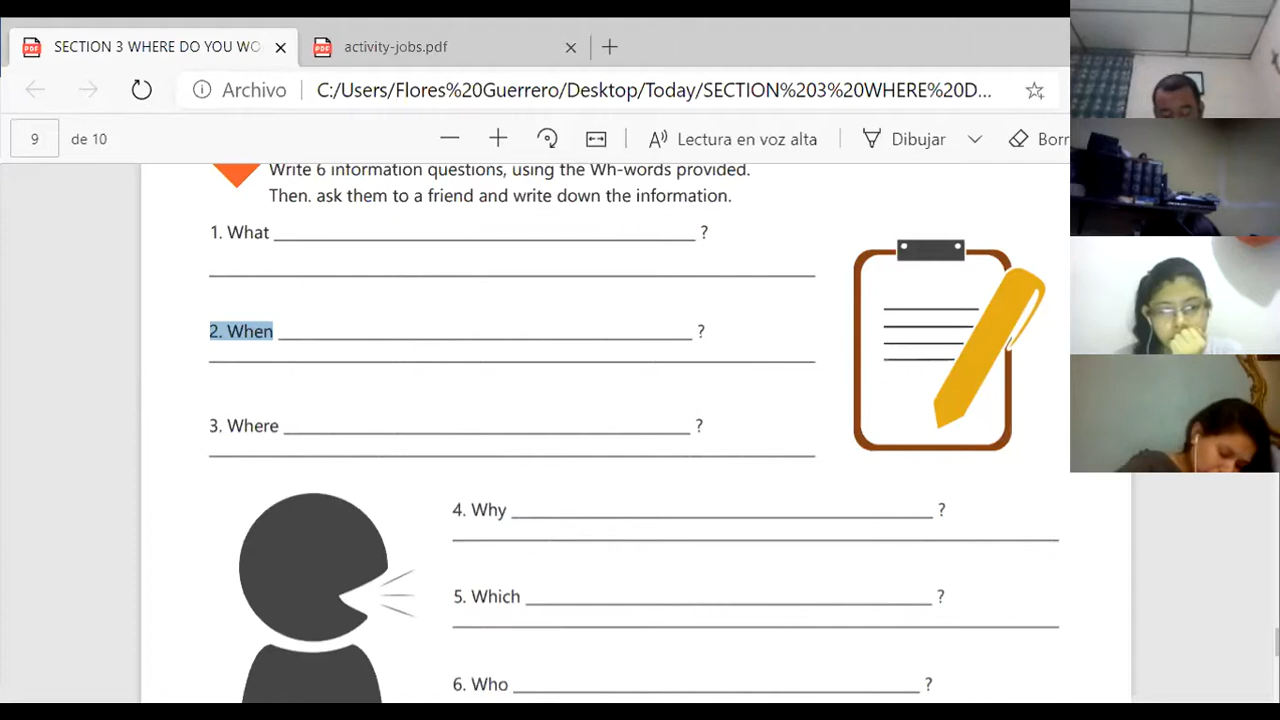 SECTION 3 WHERE DO YOU WO
activity-jobs.pdf
Archivo C:/Users/Flores%20Guerrero/Desktop/Today/SECTION%203%20WHERE%20D...
9 de 10 Lectura en voz alta Dibujar Borr
Write 6 information questions, using the Wh-words provided.
Then. ask them to a friend and write down the information.
1. What ?
2. When ?
3. Where ?
4. Why ?
5. Which ?
6. Who ?